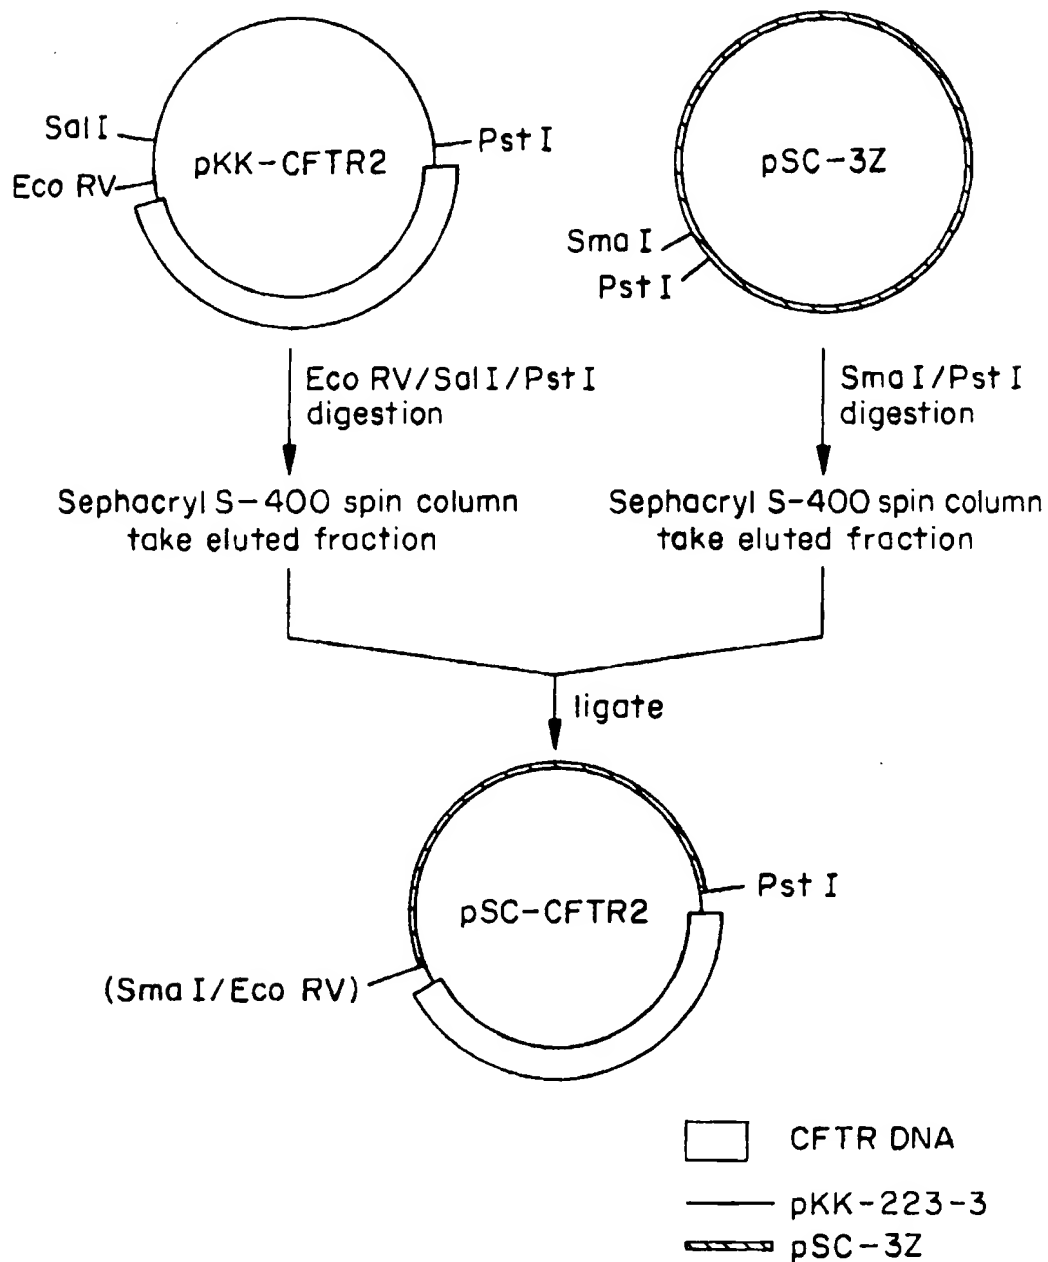 Sal I
Eco RV
pKK-CFTR2
Pst I
pSC-3Z
Sma I
Pst I
Eco RV/Sal I/Pst I
digestion
Sma I/Pst I
digestion
Sephacryl S-400 spin column
take eluted fraction
Sephacryl S-400 spin column
take eluted fraction
ligate
pSC-CFTR2
Pst I
(Sma I/Eco RV)
CFTR DNA
pKK-223-3
pSC-3Z